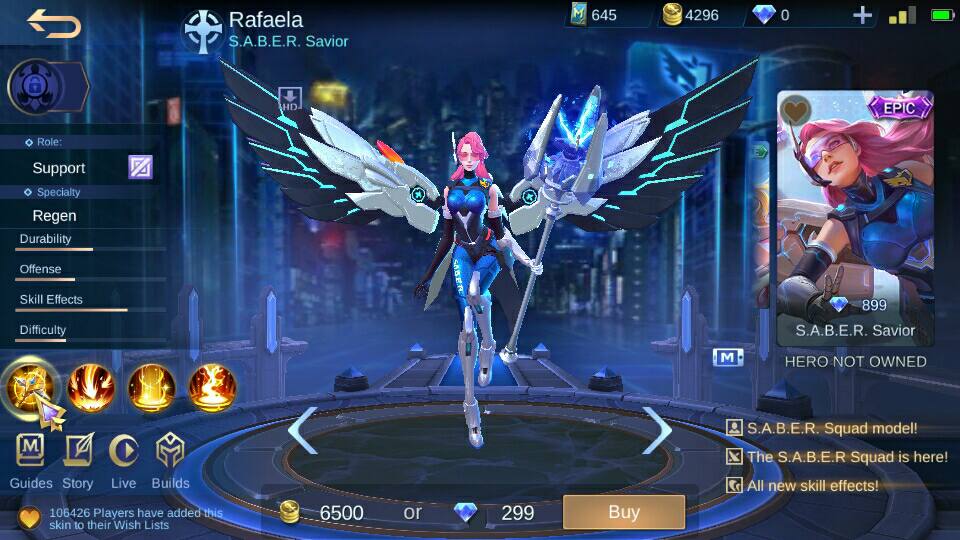 Rafaela
S.A.B.E.R. Savior
M 645
4296
0
HD
Role:
Support
Specialty
Regen
Durability
Offense
Skill Effects
Difficulty
Guides Story Live Builds
106426 Players have added this
skin to their Wish Lists
SABER
EPIC
899
S.A.B.E.R. Savior
M
HERO NOT OWNED
S.A.B.E.R. Squad model!
The S.A.B.E.R Squad is here!
All new skill effects!
6500 or 299 Buy